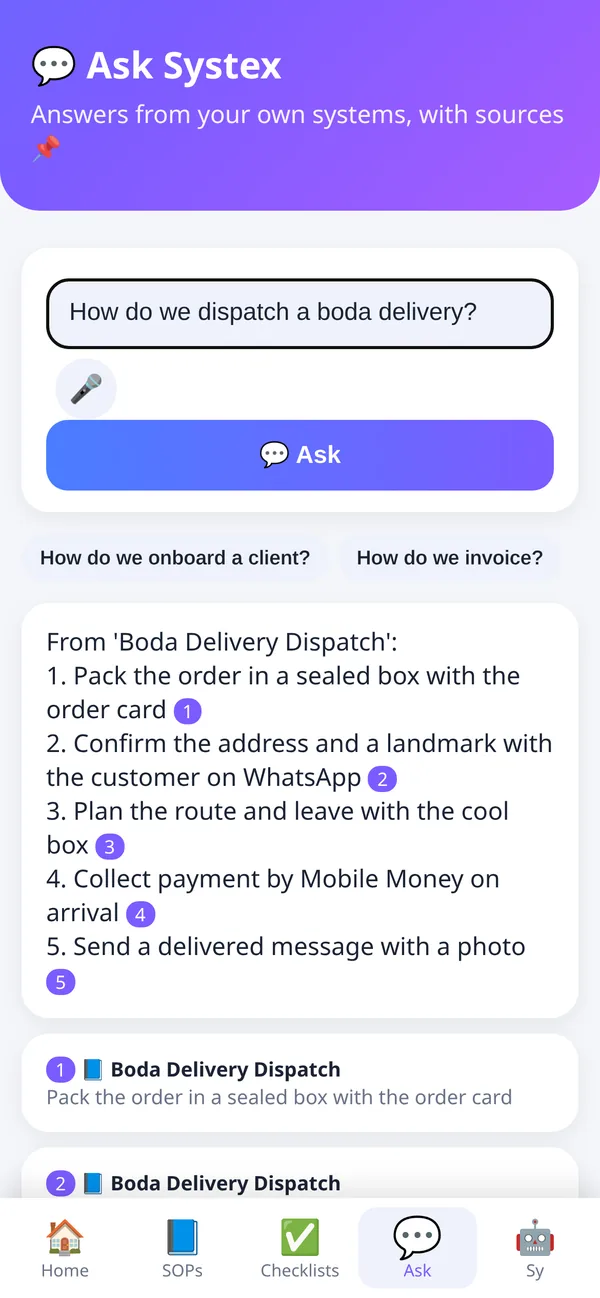 💬 Ask Systex
Answers from your own systems, with sources
📌
How do we dispatch a boda delivery?
🎤
💬 Ask
How do we onboard a client? How do we invoice?
From 'Boda Delivery Dispatch':
1. Pack the order in a sealed box with the
order card 1
2. Confirm the address and a landmark with
the customer on WhatsApp 2
3. Plan the route and leave with the cool
box 3
4. Collect payment by Mobile Money on
arrival 4
5. Send a delivered message with a photo
5
1 📘 Boda Delivery Dispatch
Pack the order in a sealed box with the order card
2 📘 Boda Delivery Dispatch
Home SOPs Checklists Ask Sy